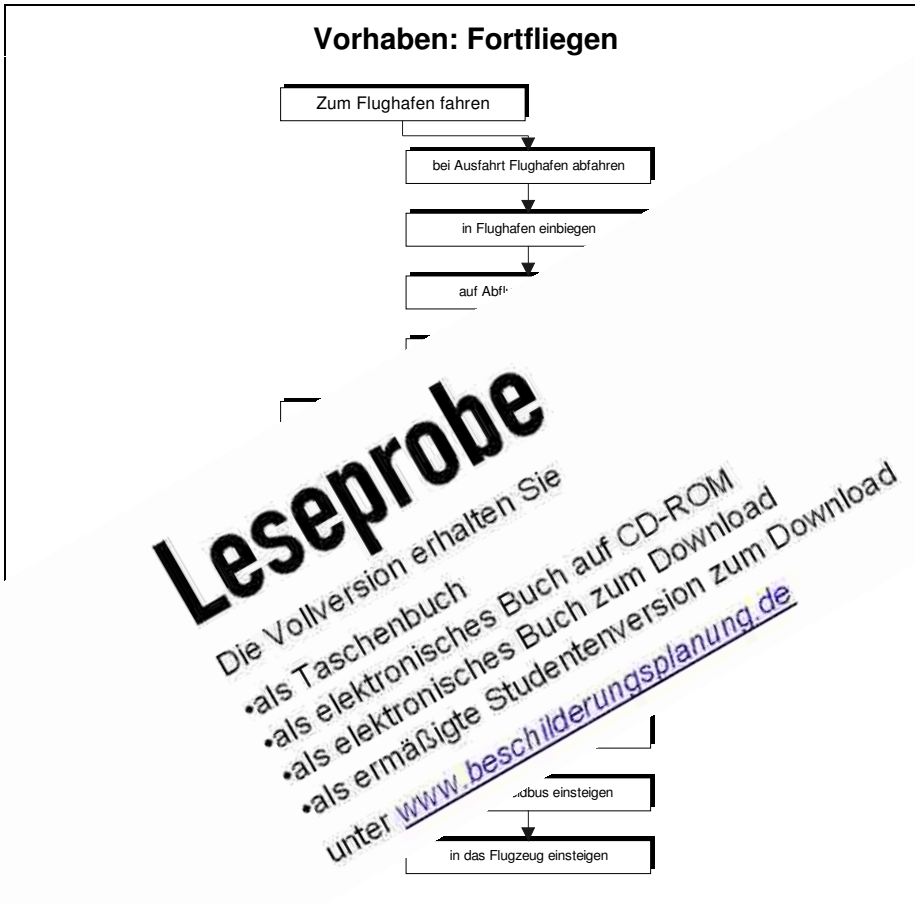 Vorhaben: Fortfliegen
Zum Flughafen fahren
bei Ausfahrt Flughafen abfahren
in Flughafen einbiegen
auf
Leseprobe
Die Vollversion erhalten Sie
•als Taschenbuch
•als elektronisches Buch auf CD-ROM
•als elektronisches Buch zum Download
•als ermäßigte Studentenversion zum Download
unter www.beschilderungsplanung.de
einsteigen
in das Flugzeug einsteigen